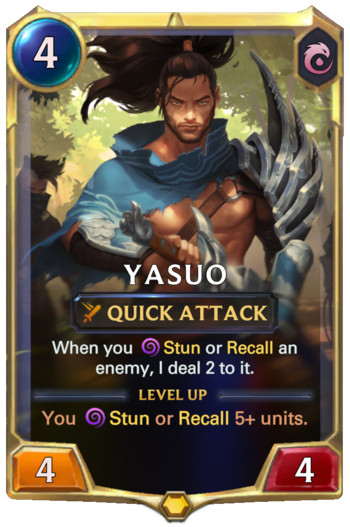 4
YASUO
QUICK ATTACK
When you Stun or Recall an
enemy, I deal 2 to it.
LEVEL UP
You Stun or Recall 5+ units.
4
4